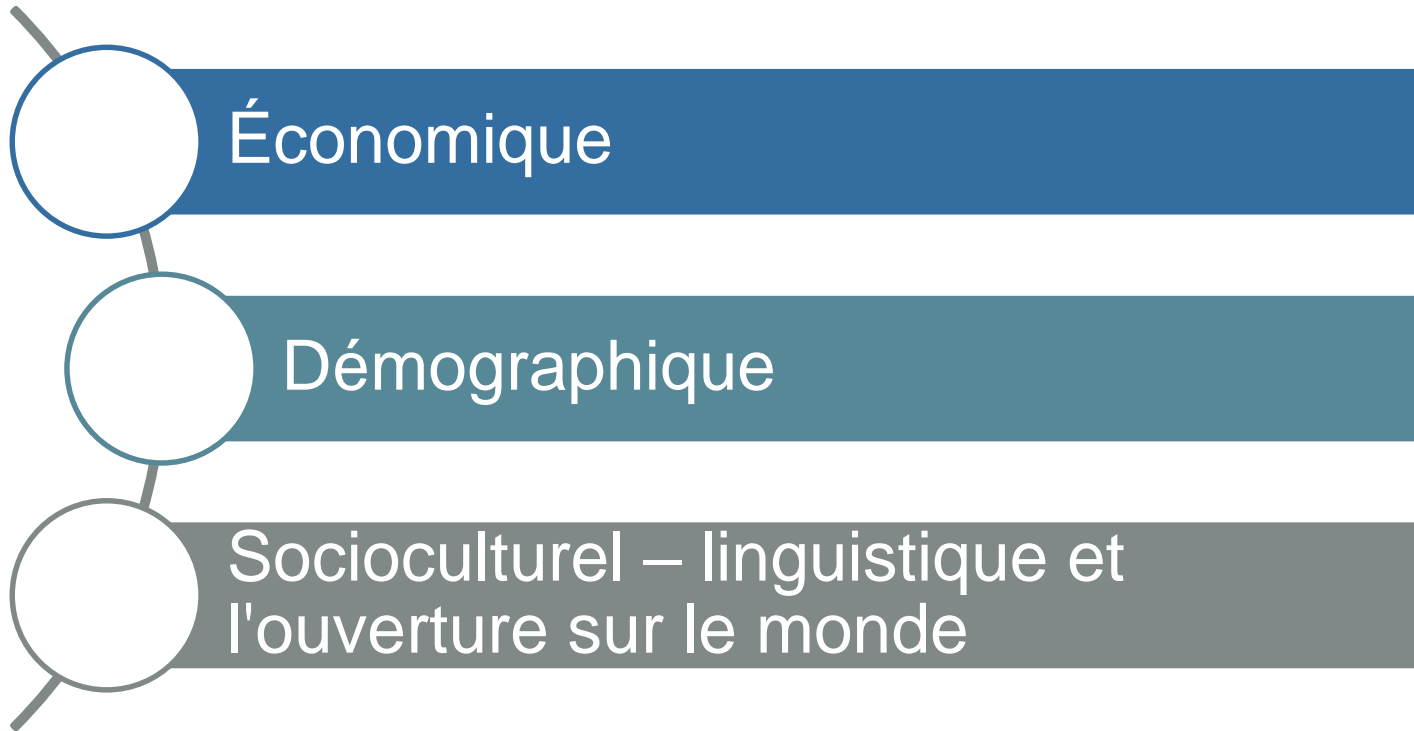 Économique
Démographique
Socioculturel – linguistique et
l'ouverture sur le monde